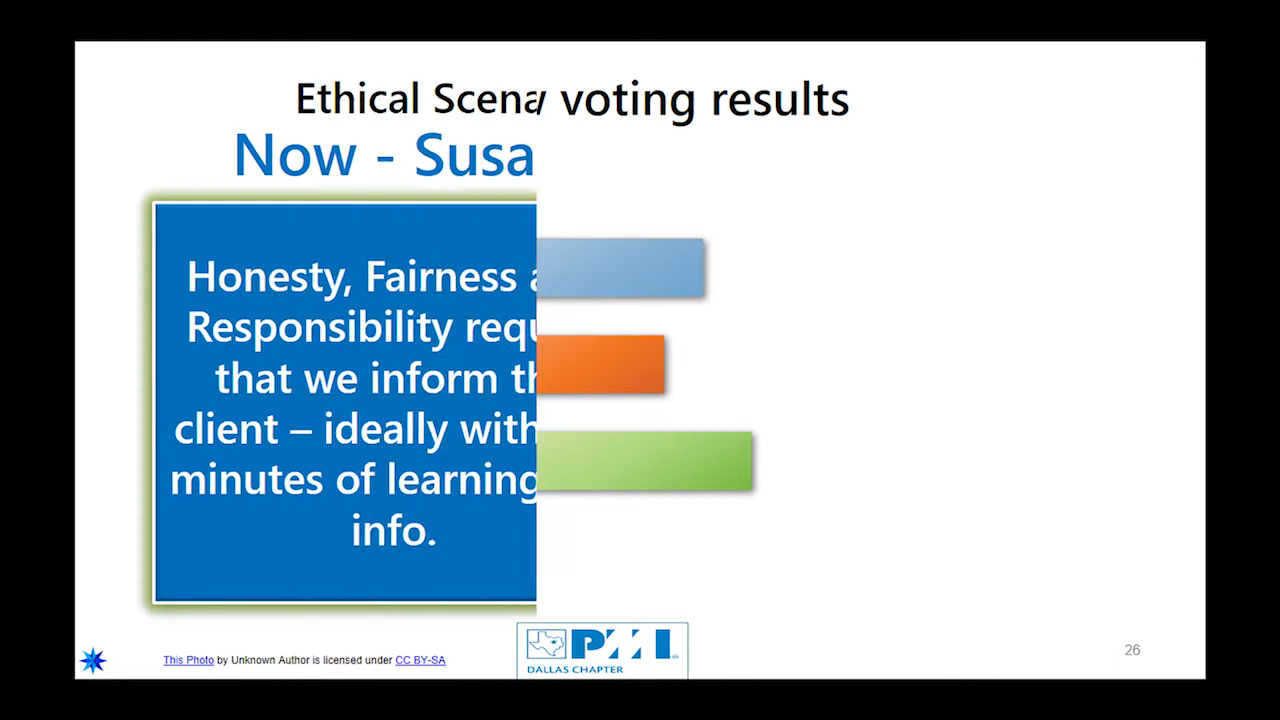 Ethical Scena voting results
Now - Susa
Honesty, Fairness a
Responsibility requ
that we inform th
client – ideally with
minutes of learning
info.
This Photo by Unknown Author is licensed under CC BY-SA
PMI
DALLAS CHAPTER
26